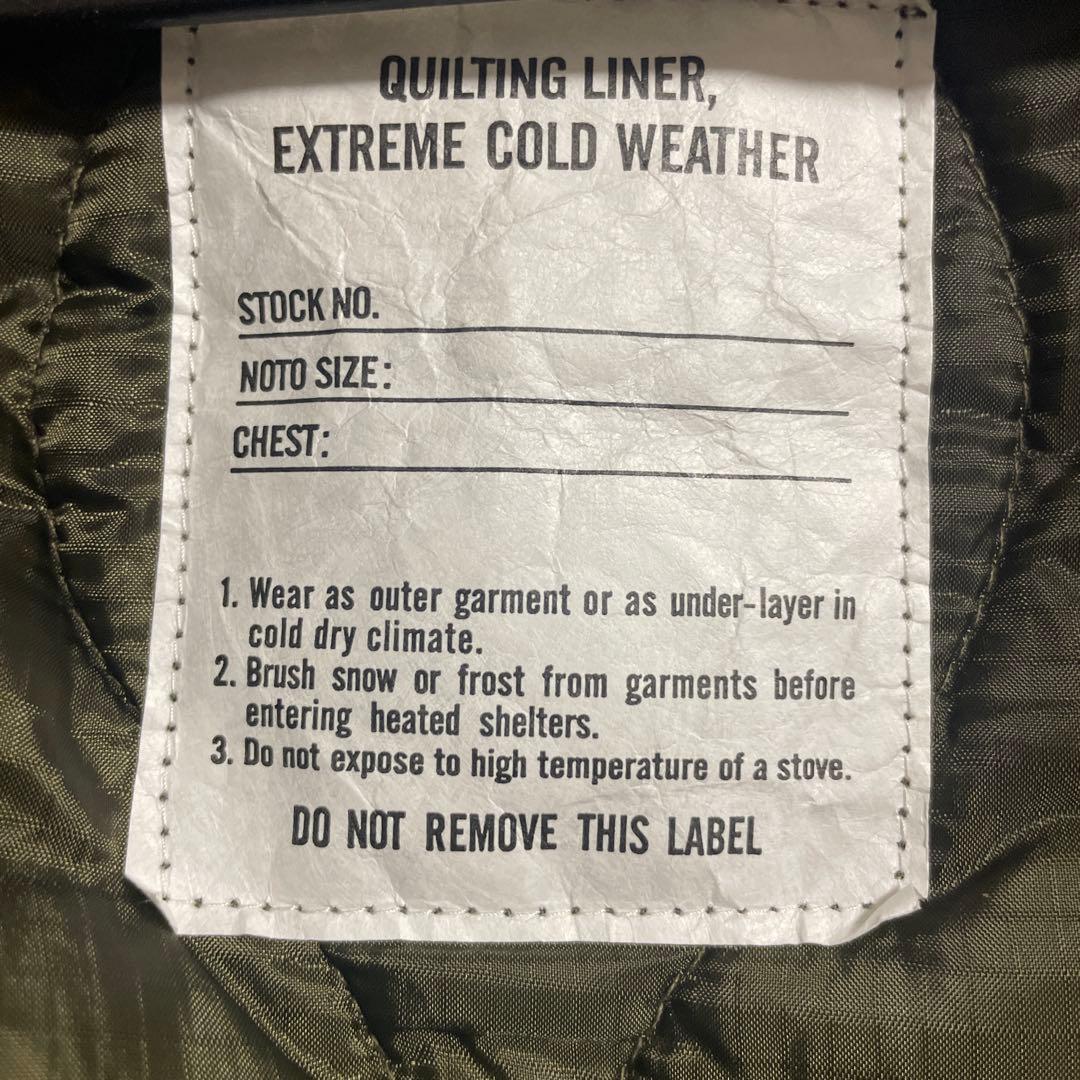 QUILTING LINER,
EXTREME COLD WEATHER
STOCK NO.
NOTO SIZE:
CHEST:
1. Wear as outer garment or as under-layer in
cold dry climate.
2. Brush snow or frost from garments before
entering heated shelters.
3. Do not expose to high temperature of a stove.
DO NOT REMOVE THIS LABEL